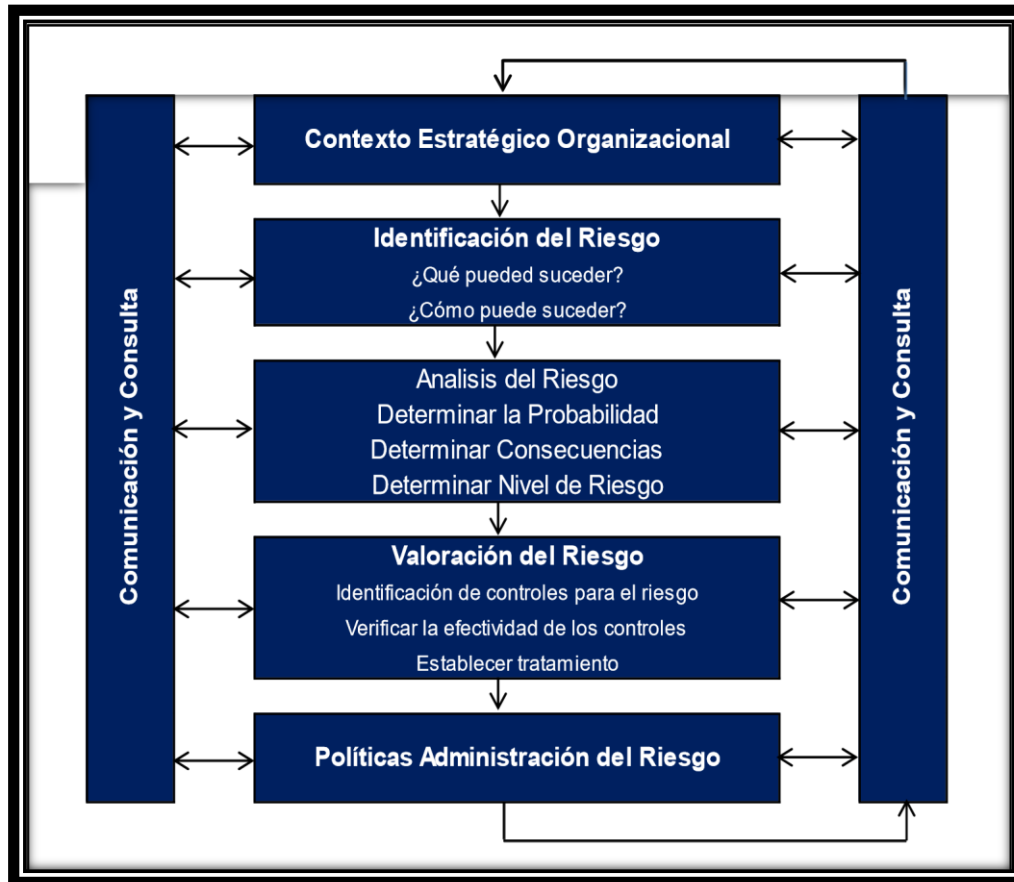 Contexto Estratégico Organizacional
Identificación del Riesgo
¿Qué pueded suceder?
¿Cómo puede suceder?
Analisis del Riesgo
Determinar la Probabilidad
Determinar Consecuencias
Determinar Nivel de Riesgo
Valoración del Riesgo
Identificación de controles para el riesgo
Verificar la efectividad de los controles
Establecer tratamiento
Políticas Administración del Riesgo
Comunicación y Consulta
Comunicación y Consulta